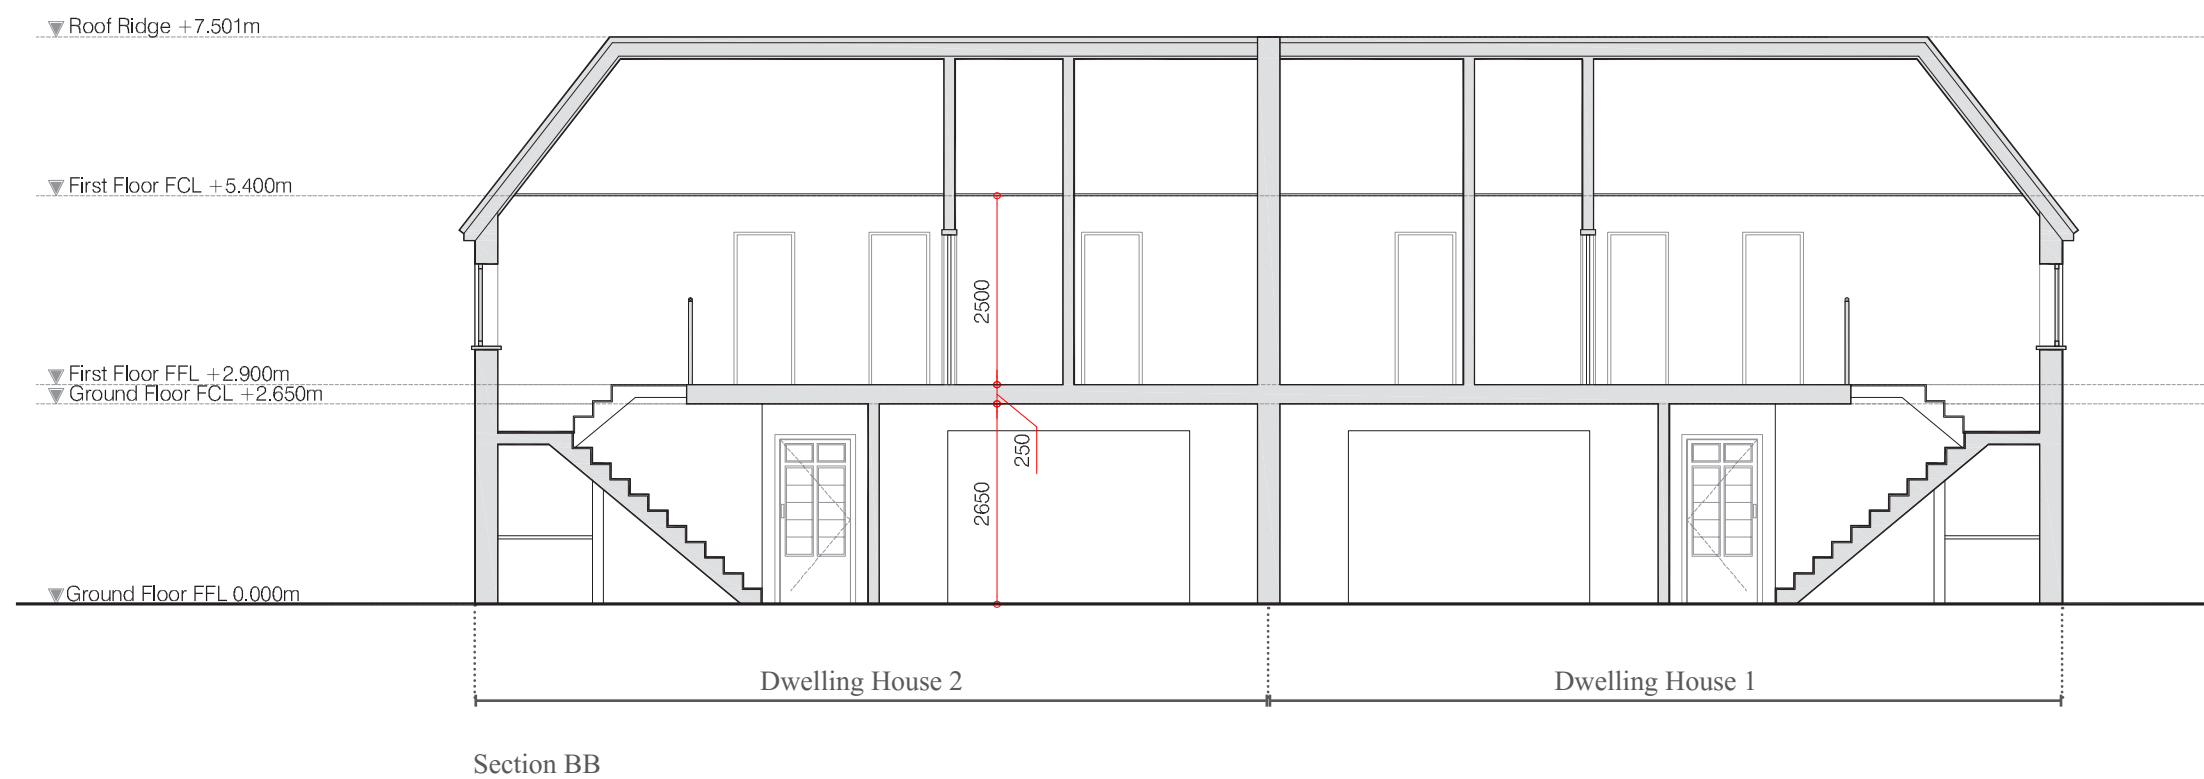 Roof Ridge +7.501m
First Floor FCL +5.400m
2500
First Floor FFL +2.900m
Ground Floor FCL +2.650m
250
2650
Ground Floor FFL 0.000m
Dwelling House 2
Dwelling House 1
Section BB